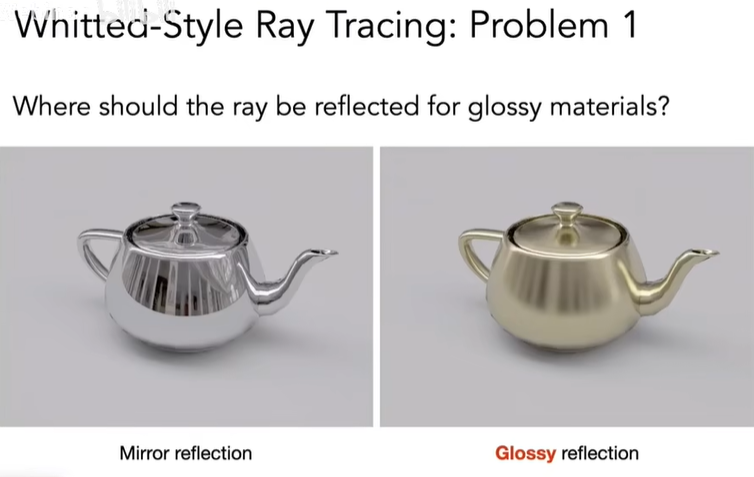 Whitted-Style Ray Tracing: Problem 1
Where should the ray be reflected for glossy materials?
Mirror reflection
Glossy reflection